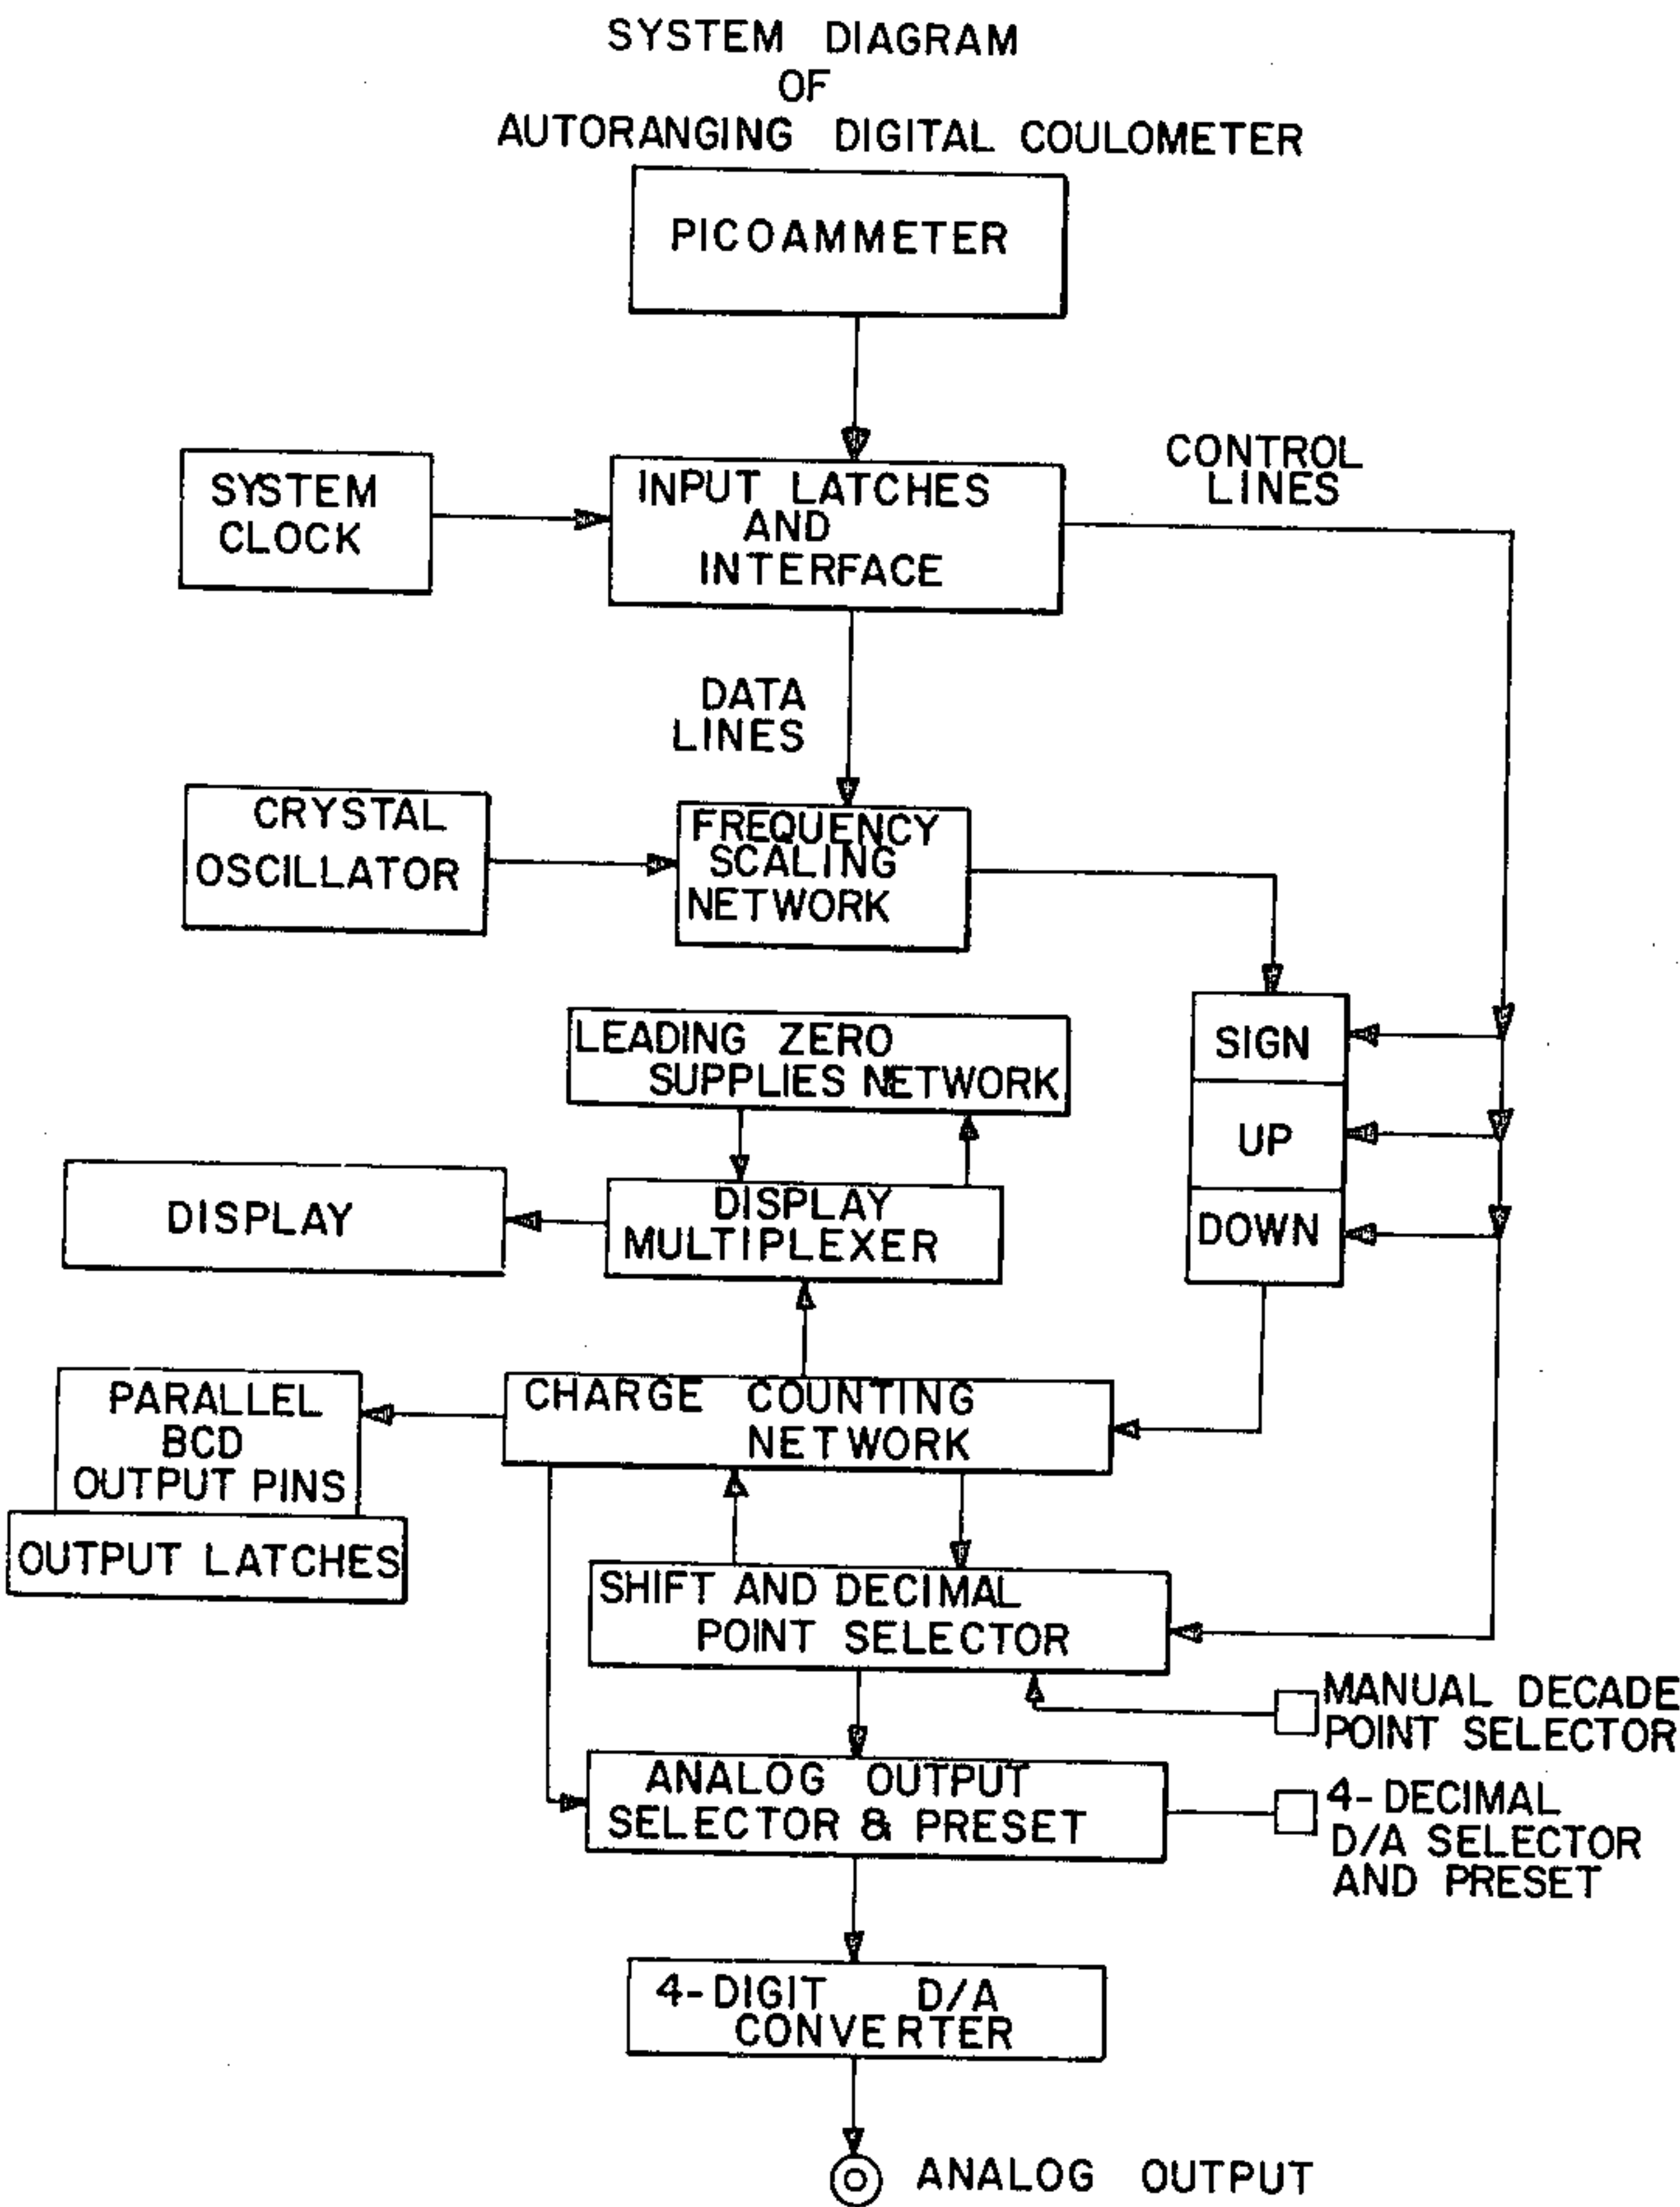 SYSTEM DIAGRAM
OF
AUTORANGING DIGITAL COULOMETER
PICOAMMETER
SYSTEM
CLOCK
INPUT LATCHES
AND
INTERFACE
CONTROL
LINES
DATA
LINES
CRYSTAL
OSCILLATOR
FREQUENCY
SCALING
NETWORK
SIGN
UP
DOWN
LEADING ZERO
SUPPLIES NETWORK
DISPLAY
DISPLAY
MULTIPLEXER
PARALLEL
BCD
OUTPUT PINS
OUTPUT LATCHES
CHARGE COUNTING
NETWORK
SHIFT AND DECIMAL
POINT SELECTOR
MANUAL DECADE
POINT SELECTOR
ANALOG OUTPUT
SELECTOR & PRESET
4-DECIMAL
D/A SELECTOR
AND PRESET
4-DIGIT D/A
CONVERTER
ANALOG OUTPUT